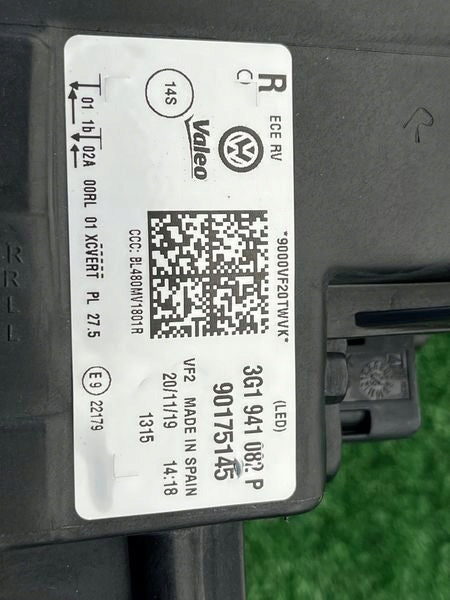 R
C
ECE RV
14S
Valeo
*9000VF20TWVK*
CCC: BL480MV1801R
(LED)
3G1 941 082 P
90175145
VF2 MADE IN SPAIN
20/11/19 14:18
1315
01 1b 02A 00RL 01 XCVERT PL 27.5
E 9 22179
R
R
L
L